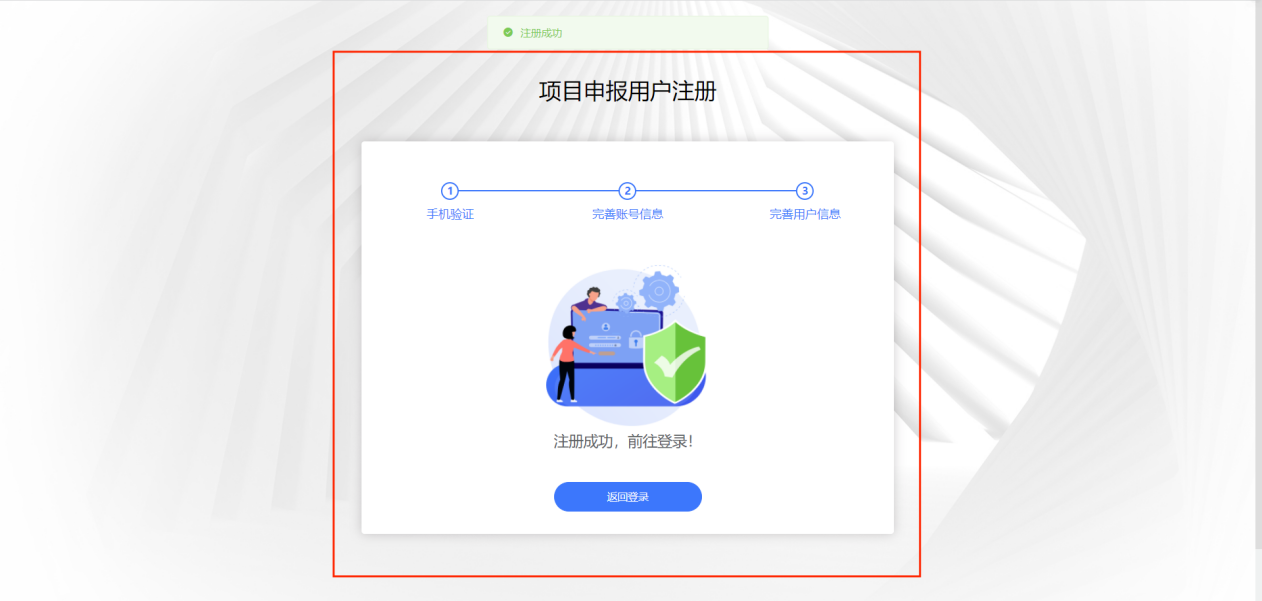 注册成功
项目申报用户注册
1 2 3
手机验证 完善账号信息 完善用户信息
注册成功，前往登录！
返回登录